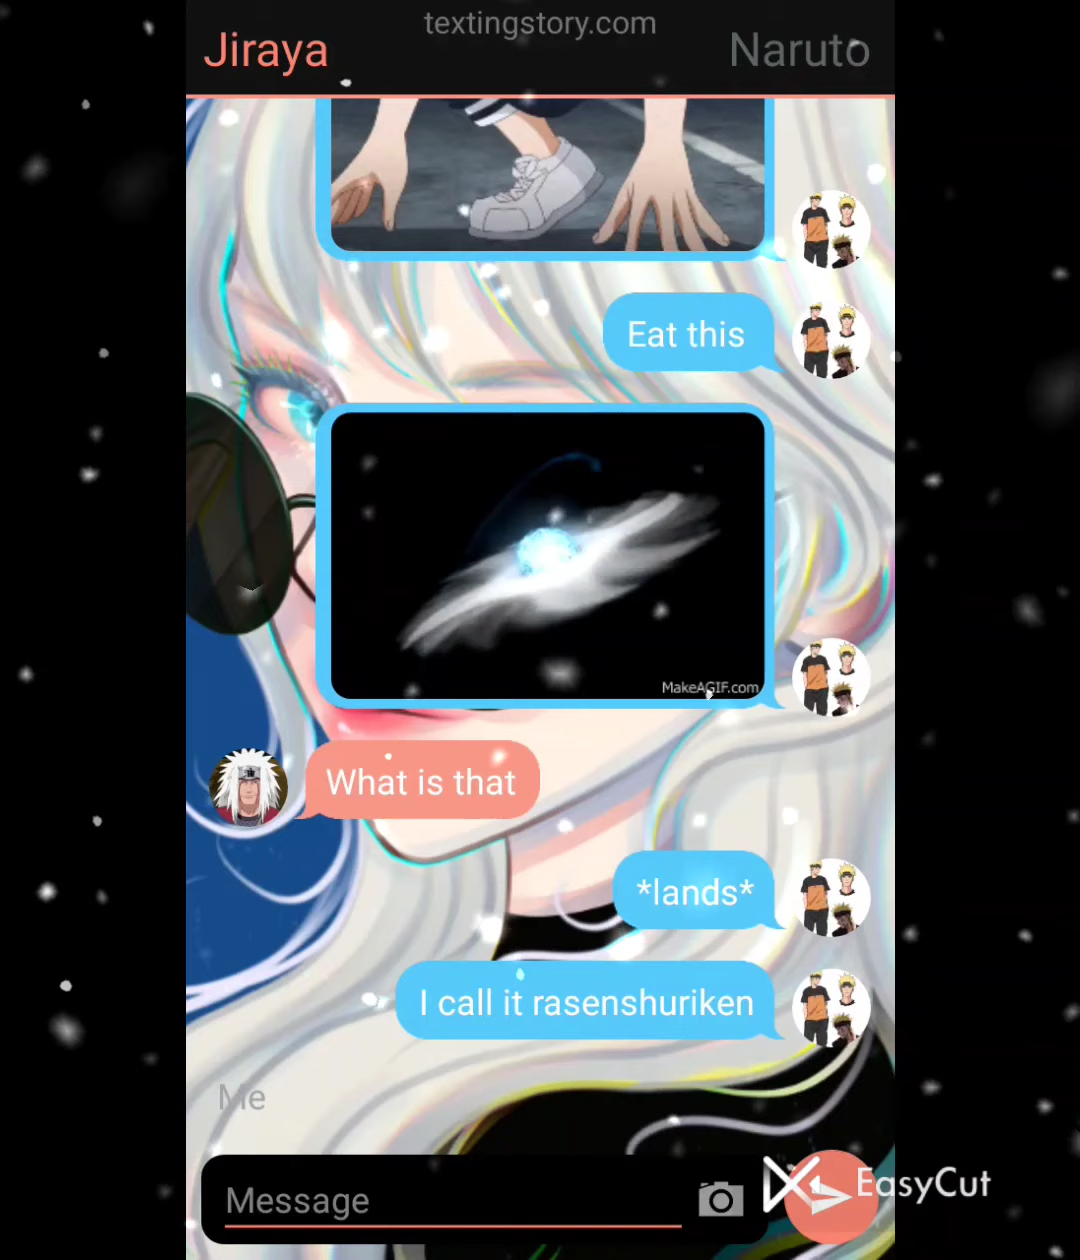 textingstory.com
Jiraya
Naruto
Eat this
MakeAGIF.com
What is that
*lands*
I call it rasenshuriken
Me
Message
EasyCut